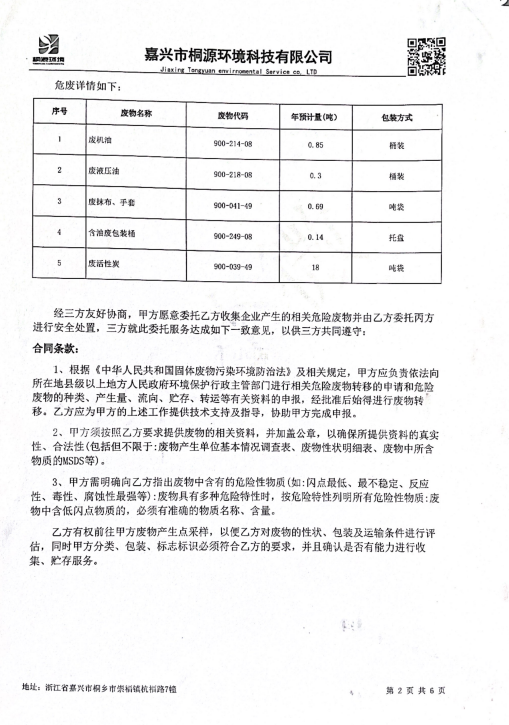 桐源环境
嘉兴市桐源环境科技有限公司
Jiaxing Tongyuan envirnomental Service co, LTD
危废详情如下：
序号 废物名称 废物代码 年预计量(吨) 包装方式
1 废机油 900-214-08 0.85 桶装
2 废液压油 900-218-08 0.3 桶装
3 废抹布、手套 900-041-49 0.69 吨袋
4 含油废包装桶 900-249-08 0.14 托盘
5 废活性炭 900-039-49 18 吨袋
经三方友好协商，甲方愿意委托乙方收集企业产生的相关危险废物并由乙方委托丙方
进行安全处置，三方就此委托服务达成如下一致意见，以供三方共同遵守：
合同条款：
1、根据《中华人民共和国固体废物污染环境防治法》及相关规定，甲方应负责依法向
所在地县级以上地方人民政府环境保护行政主管部门进行相关危险废物转移的申请和危险
废物的种类、产生量、流向、贮存、转运等有关资料的申报，经批准后始得进行废物转
移。乙方应为甲方的上述工作提供技术支持及指导，协助甲方完成申报。
2、甲方须按照乙方要求提供废物的相关资料，并加盖公章，以确保所提供资料的真实
性、合法性(包括但不限于:废物产生单位基本情况调查表、废物性状明细表、废物中所含
物质的MSDS等)。
3、甲方需明确向乙方指出废物中含有的危险性物质(如:闪点最低、最不稳定、反应
性、毒性、腐蚀性最强等):废物具有多种危险特性时，按危险特性列明所有危险性物质:废
物中含低闪点物质的，必须有准确的物质名称、含量。
乙方有权前往甲方废物产生点采样，以便乙方对废物的性状、包装及运输条件进行评
估，同时甲方分类、包装、标志标识必须符合乙方的要求，并且确认是否有能力进行收
集、贮存服务。
地址：浙江省嘉兴市桐乡市崇福镇杭福路7幢
第 2 页 共 6 页